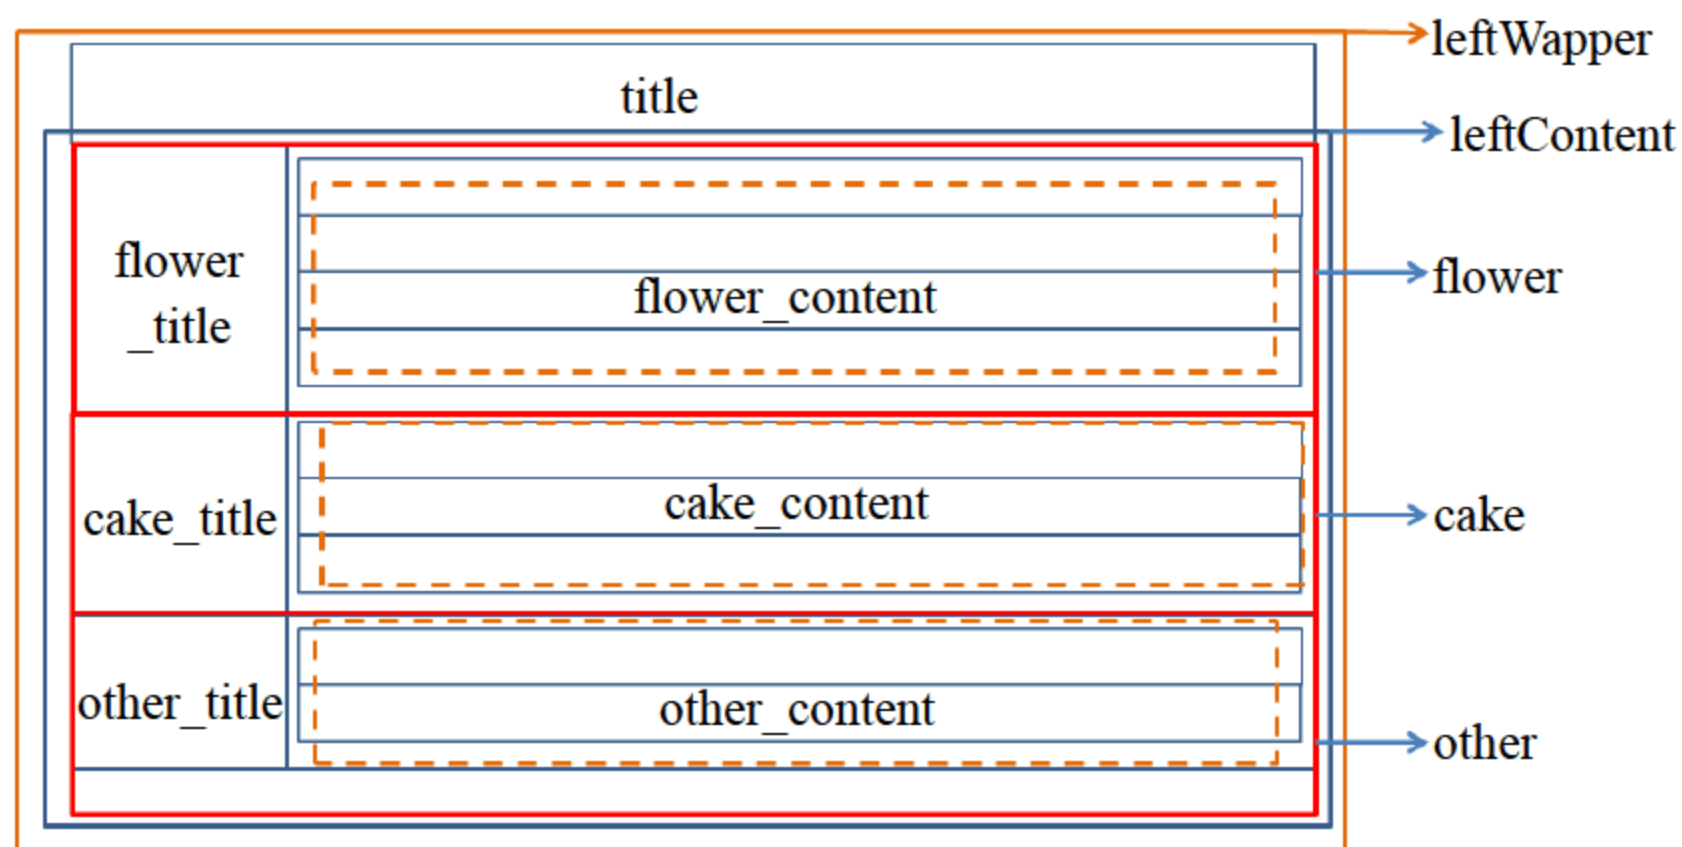 leftWapper
title
leftContent
flower
_title
flower_content
flower
cake_title
cake_content
cake
other_title
other_content
other